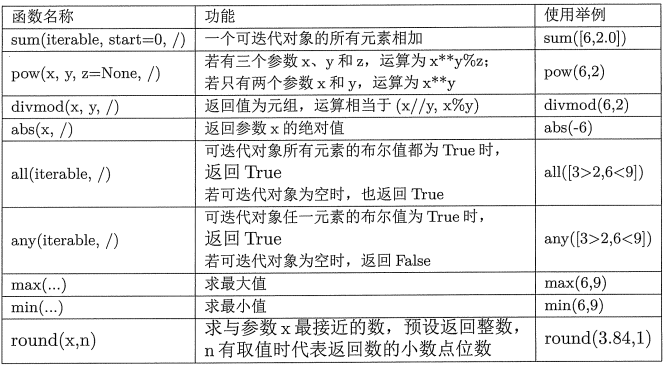 函数名称 功能 使用举例
sum(iterable, start=0, /) 一个可迭代对象的所有元素相加 sum([6,2.0])
pow(x, y, z=None, /) 若有三个参数 x、y 和 z，运算为 x**y%z； pow(6,2)
若只有两个参数 x 和 y，运算为 x**y
divmod(x, y, /) 返回值为元组，运算相当于 (x//y, x%y) divmod(6,2)
abs(x, /) 返回参数 x 的绝对值 abs(-6)
all(iterable, /) 可迭代对象所有元素的布尔值都为 True 时， all([3>2,6<9])
返回 True
若可迭代对象为空时，也返回 True
any(iterable, /) 可迭代对象任一元素的布尔值为 True 时， any([3>2,6<9])
返回 True
若可迭代对象为空时，返回 False
max(...) 求最大值 max(6,9)
min(...) 求最小值 min(6,9)
round(x,n) 求与参数 x 最接近的数，预设返回整数， round(3.84,1)
n 有取值时代表返回数的小数点位数